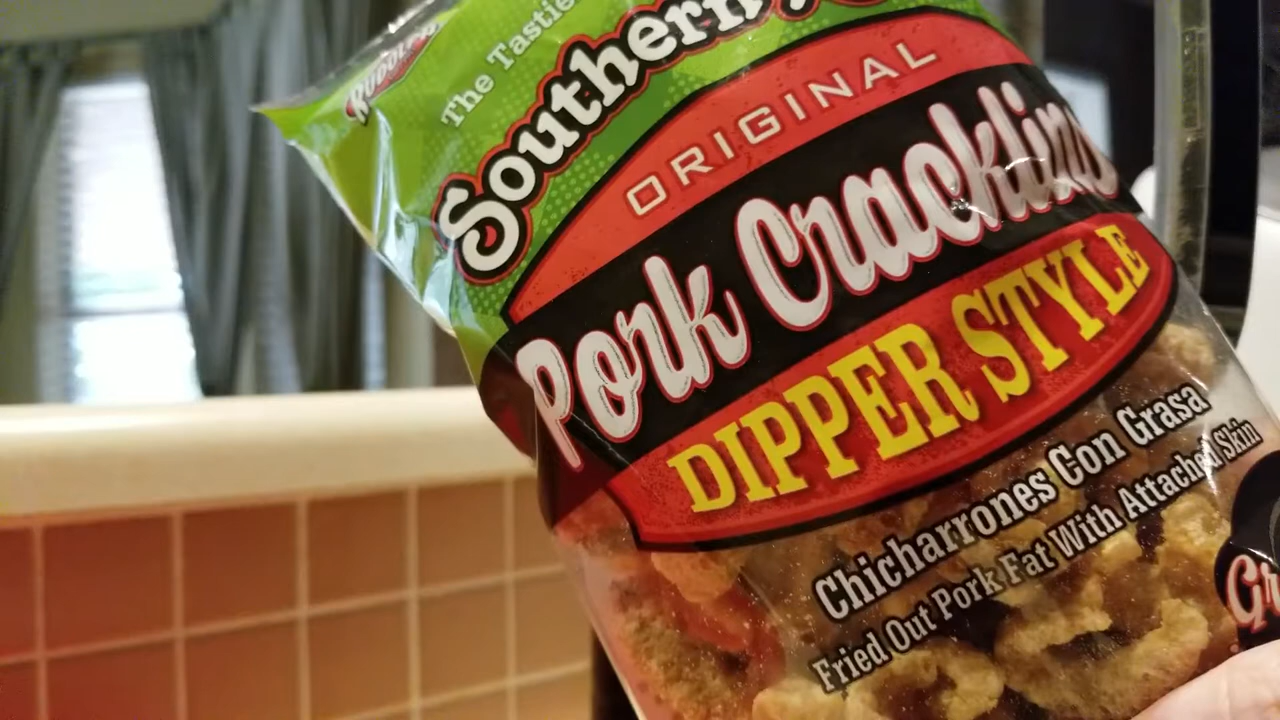 RUDOLPH'S
The Tastie
Southern
ORIGINAL
Pork Cracklins
DIPPER STYLE
Chicharrones Con Grasa
Fried Out Pork Fat With Attached Skin
Gr